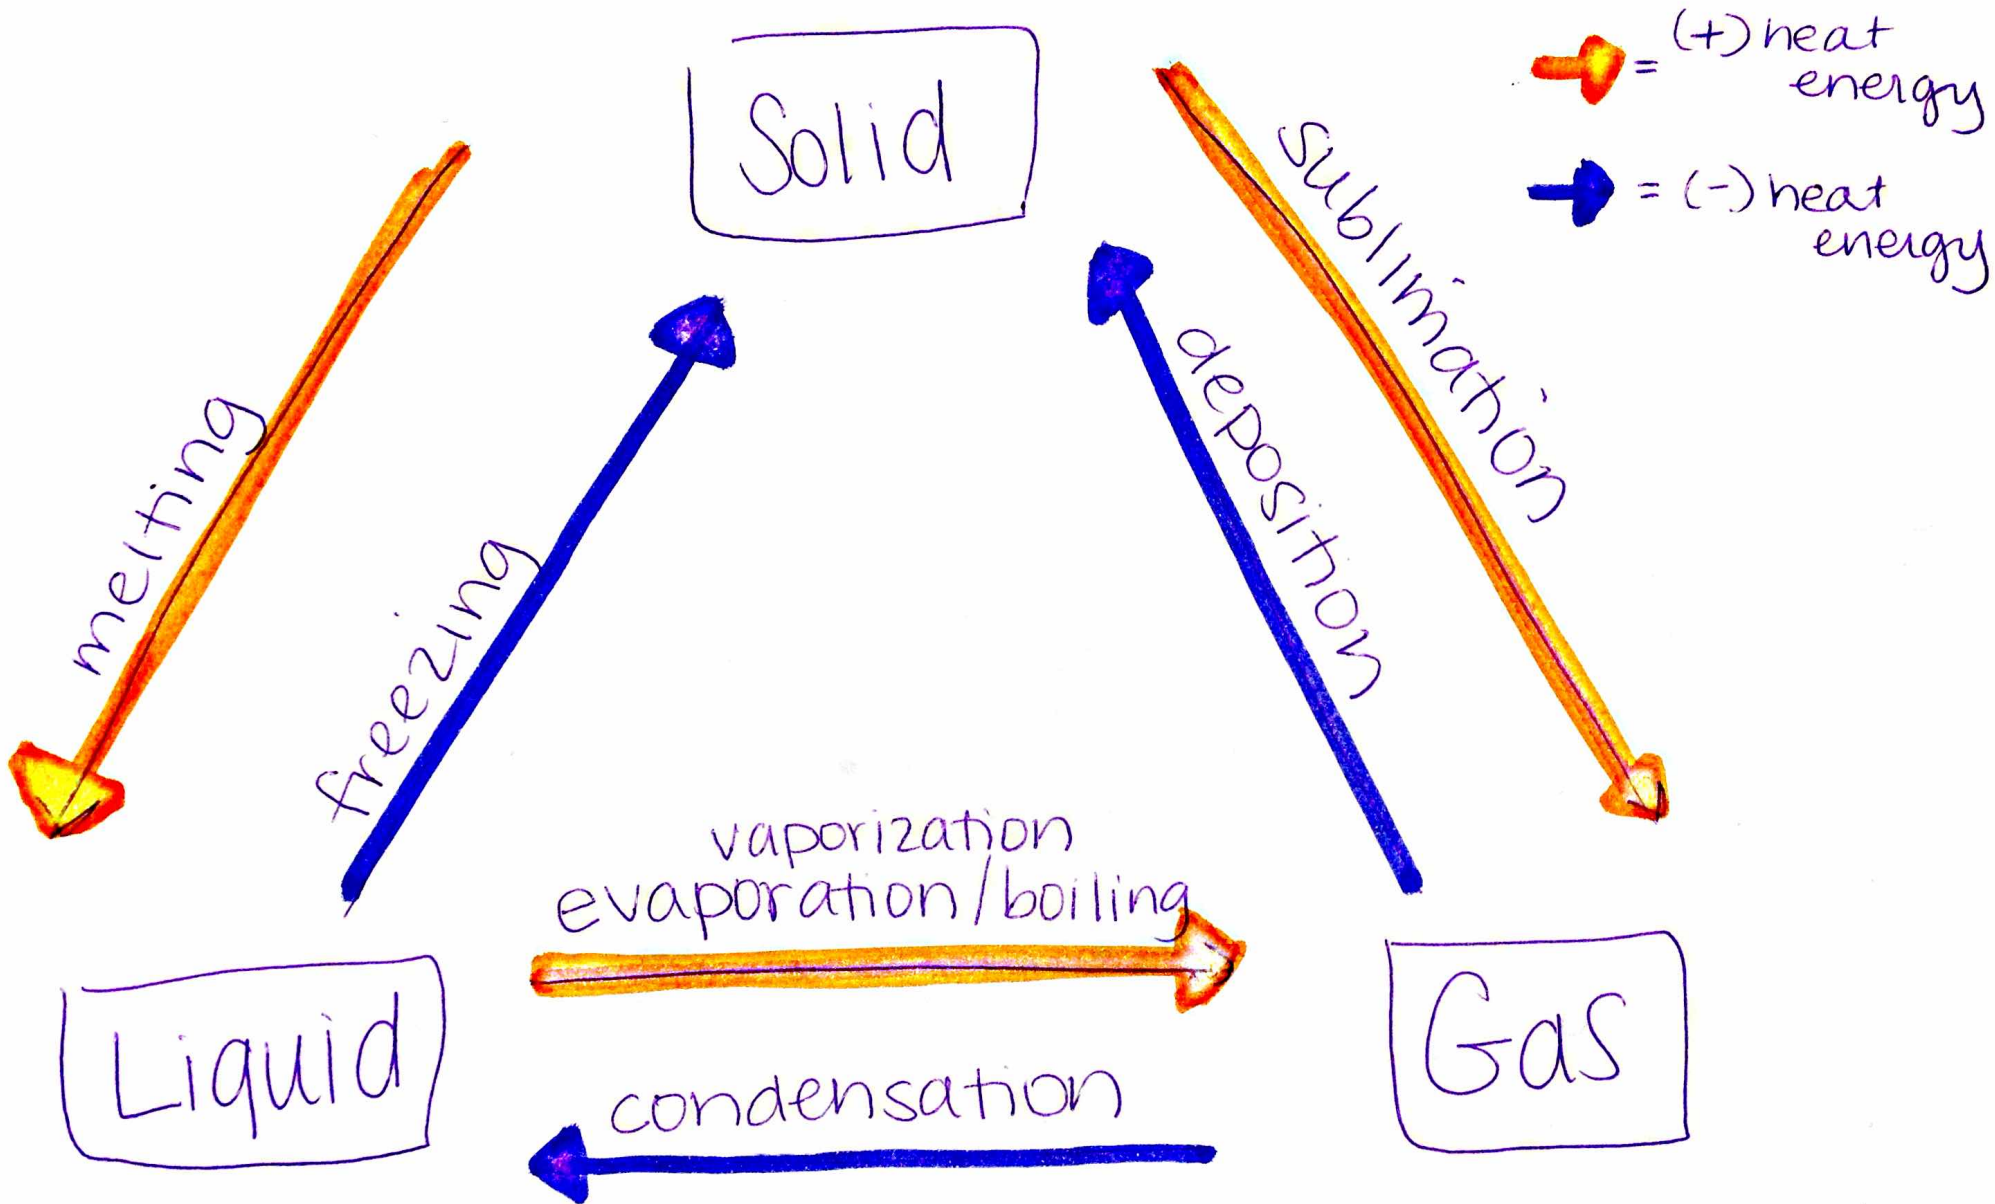 Solid
= (+) heat
energy
= (-) heat
energy
sublimation
deposition
melting
freezing
vaporization
evaporation/boiling
Liquid
Gas
condensation